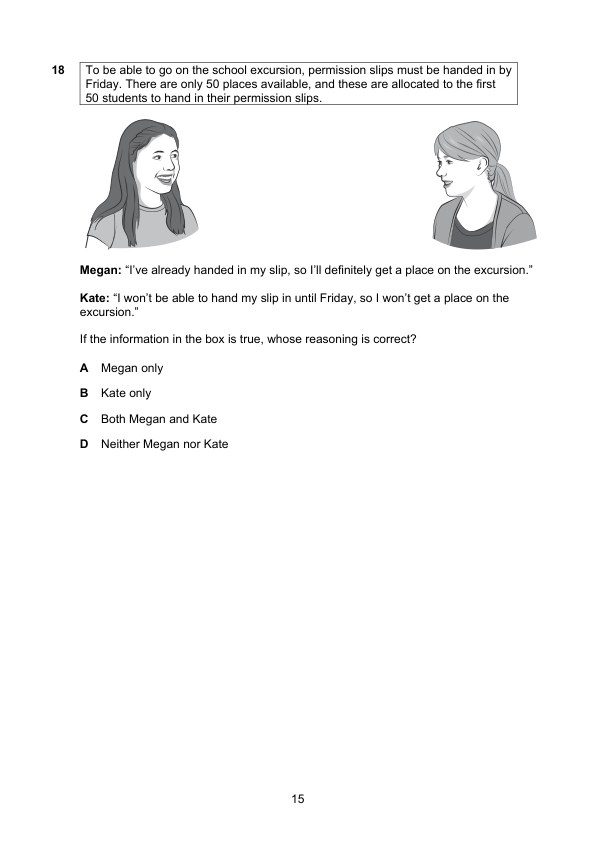 18 To be able to go on the school excursion, permission slips must be handed in by
Friday. There are only 50 places available, and these are allocated to the first
50 students to hand in their permission slips.
Megan: “I’ve already handed in my slip, so I’ll definitely get a place on the excursion.”
Kate: “I won’t be able to hand my slip in until Friday, so I won’t get a place on the
excursion.”
If the information in the box is true, whose reasoning is correct?
A Megan only
B Kate only
C Both Megan and Kate
D Neither Megan nor Kate
15